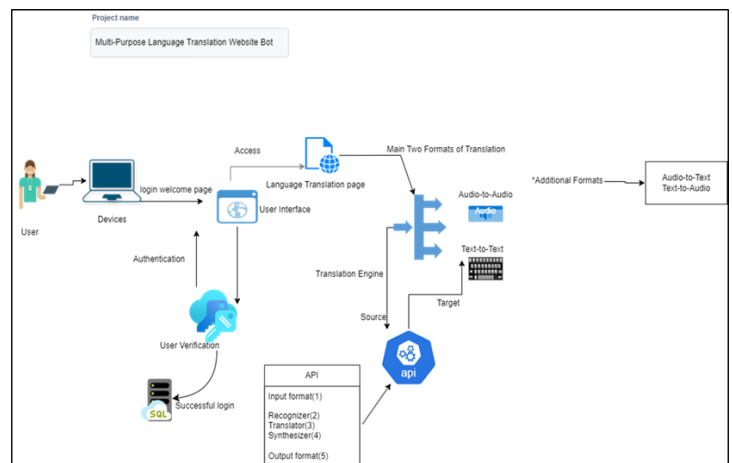 Project name
Multi-Purpose Language Translation Website Bot
Access
Main Two Formats of Translation
login welcome page
Language Translation page
*Additional Formats
Audio-to-Text
Text-to-Audio
Audio-to-Audio
Audio
User Interface
Devices
User
Text-to-Text
Authentication
Translation Engine
Target
Source
User Verification
api
API
Input format(1)
Recognizer(2)
Translator(3)
Synthesizer(4)
Output format(5)
Successful login
SQL